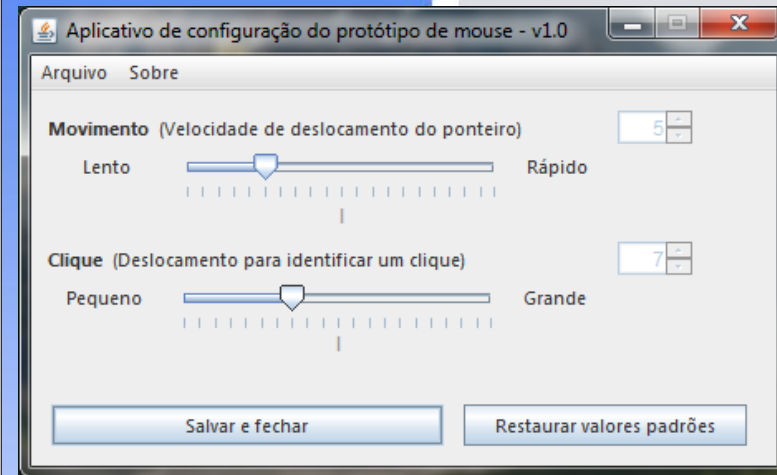 Aplicativo de configuração do protótipo de mouse - v1.0
Arquivo Sobre
Movimento (Velocidade de deslocamento do ponteiro) 5
Lento Rápido
Clique (Deslocamento para identificar um clique) 7
Pequeno Grande
Salvar e fechar Restaurar valores padrões